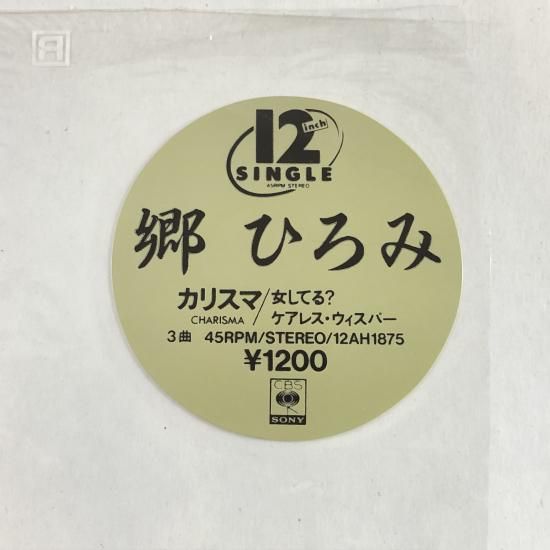 12 inch
SINGLE
45RPM STEREO
郷 ひろみ
カリスマ/女してる?
CHARISMA ケアレス・ウィスパー
3曲 45RPM/STEREO/12AH1875
¥1200
CBS
SONY